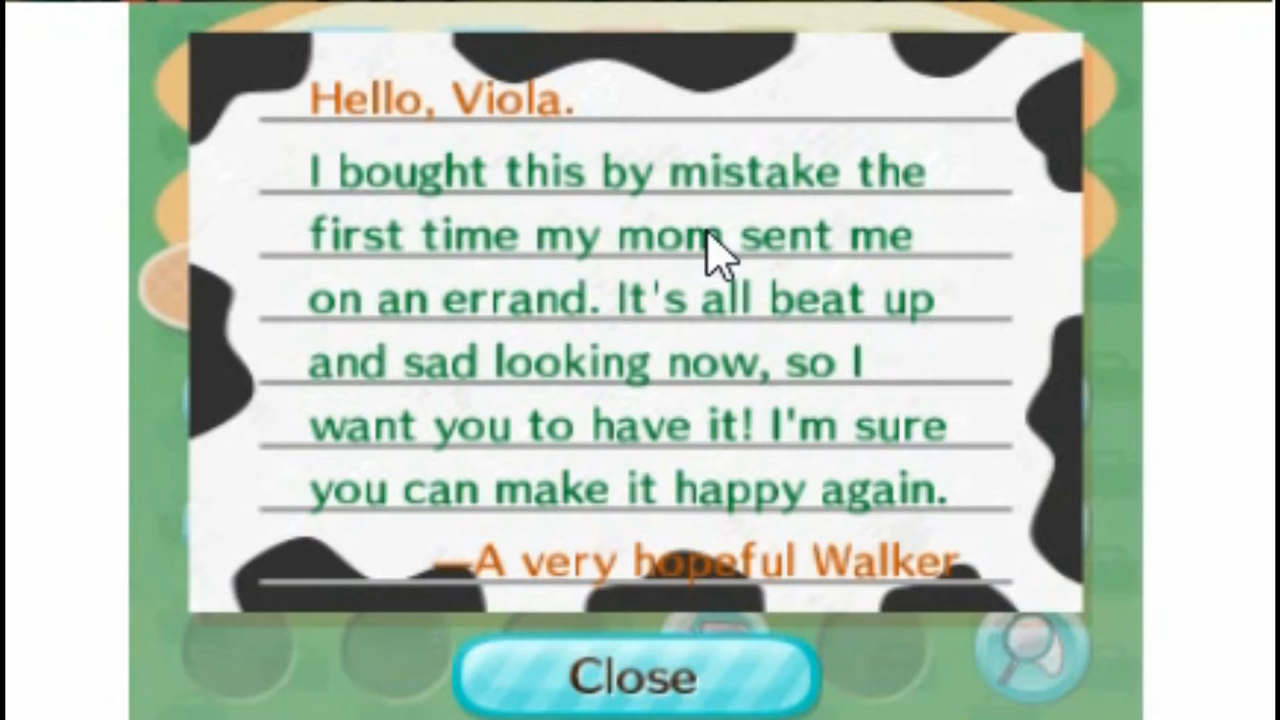 Hello, Viola.
I bought this by mistake the
first time my mom sent me
on an errand. It's all beat up
and sad looking now, so I
want you to have it! I'm sure
you can make it happy again.
—A very hopeful Walker
Close